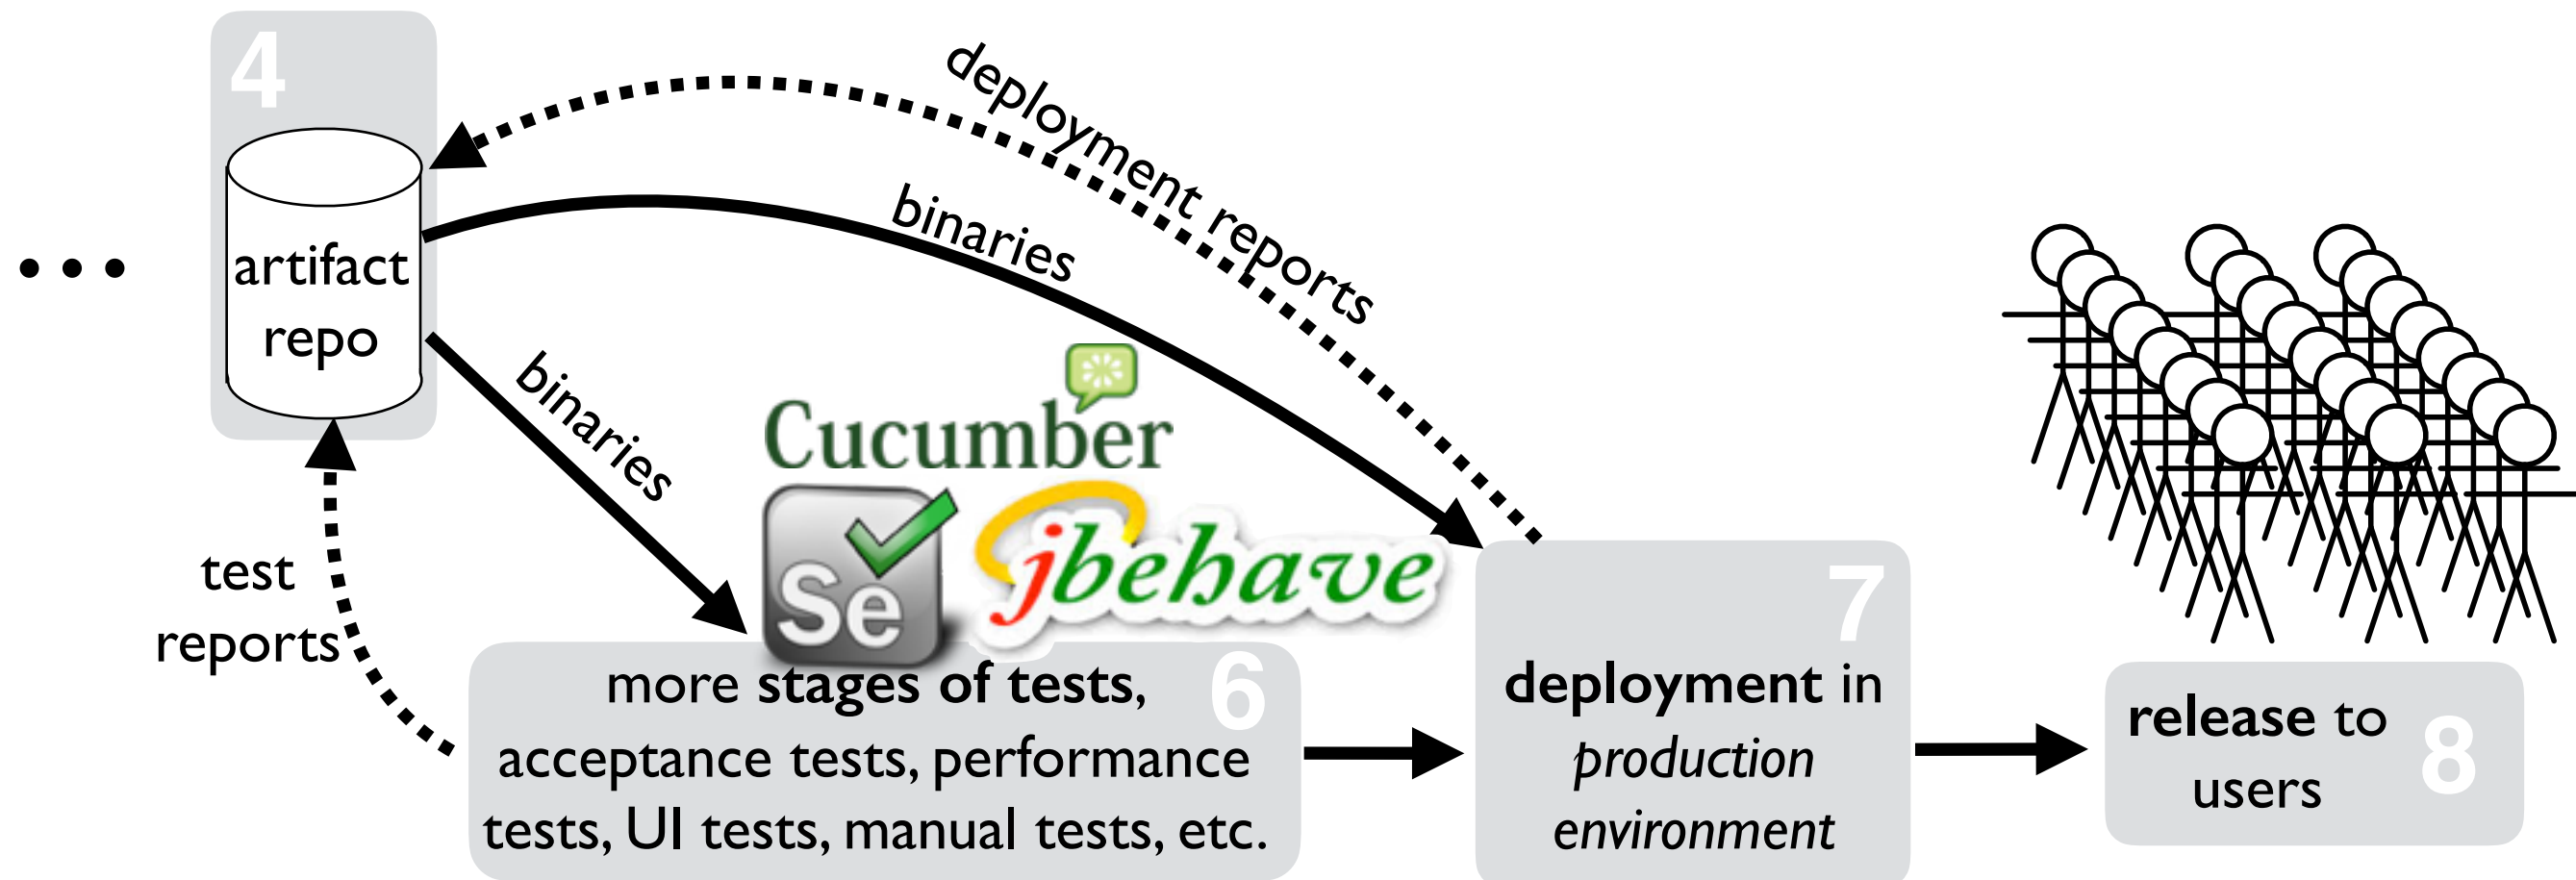 4
deployment reports
binaries
• • •
artifact
repo
binaries
Cucumber
Se
jbehave
test
reports
7
6
more stages of tests,
acceptance tests, performance
tests, UI tests, manual tests, etc.
deployment in
production
environment
release to
users
8